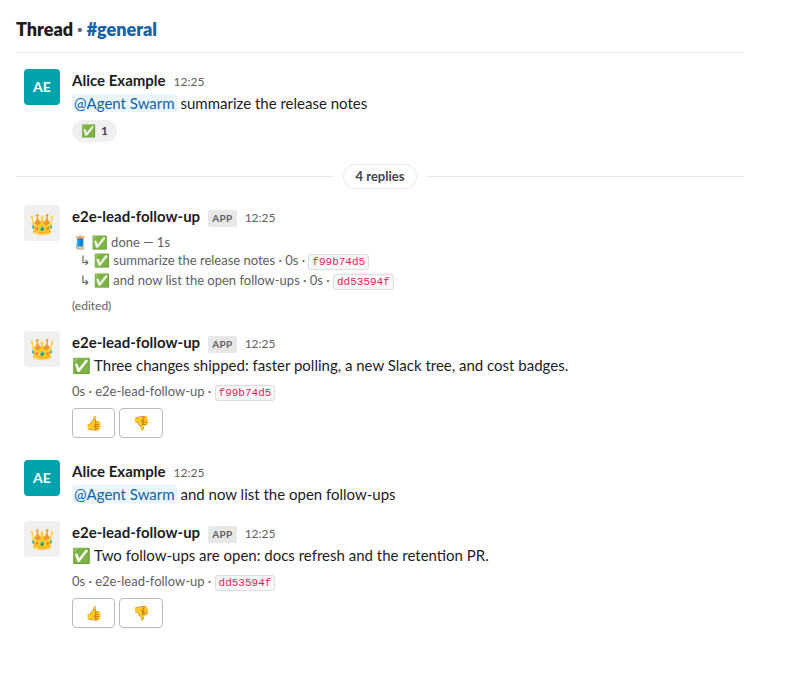 Thread • #general
AE
Alice Example 12:25
@Agent Swarm summarize the release notes
✅ 1
4 replies
e2e-lead-follow-up APP 12:25
🧵 ✅ done — 1s
↳ ✅ summarize the release notes · 0s · f99b74d5
↳ ✅ and now list the open follow-ups · 0s · dd53594f
(edited)
e2e-lead-follow-up APP 12:25
✅ Three changes shipped: faster polling, a new Slack tree, and cost badges.
0s · e2e-lead-follow-up · f99b74d5
👍 👎
AE
Alice Example 12:25
@Agent Swarm and now list the open follow-ups
e2e-lead-follow-up APP 12:25
✅ Two follow-ups are open: docs refresh and the retention PR.
0s · e2e-lead-follow-up · dd53594f
👍 👎